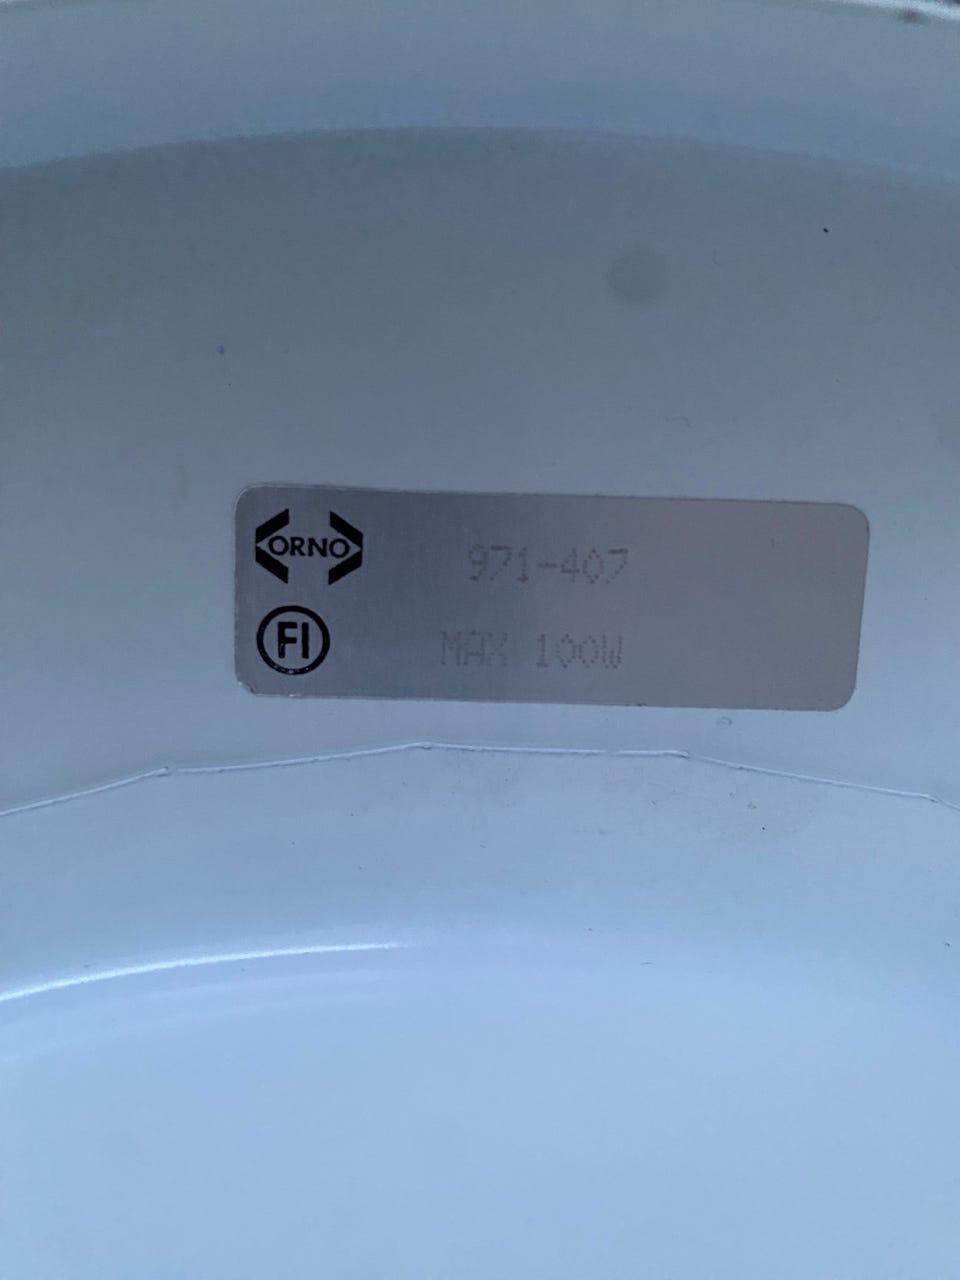 ORNO
971-407
FI
MAX 100W